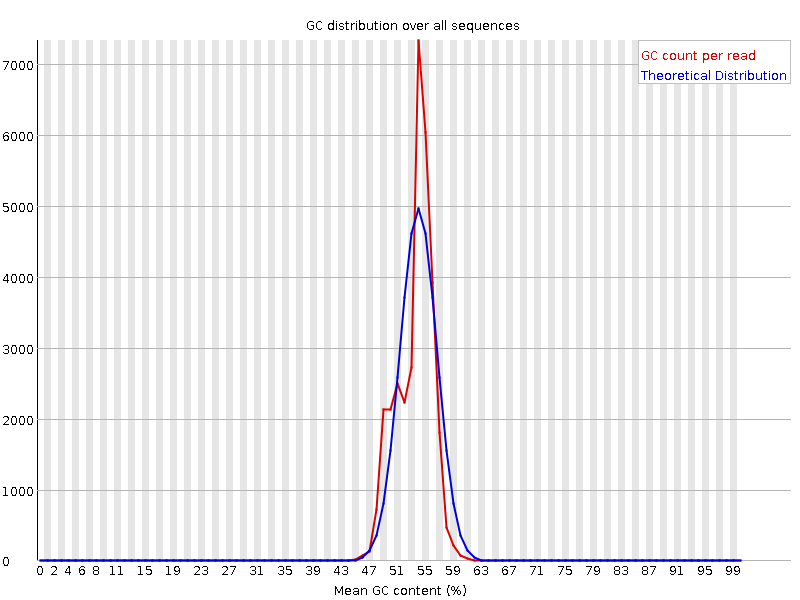 GC distribution over all sequences
GC count per read
Theoretical Distribution
7000
6000
5000
4000
3000
2000
1000
0
0 2 4 6 8 11 15 19 23 27 31 35 39 43 47 51 55 59 63 67 71 75 79 83 87 91 95 99
Mean GC content (%)